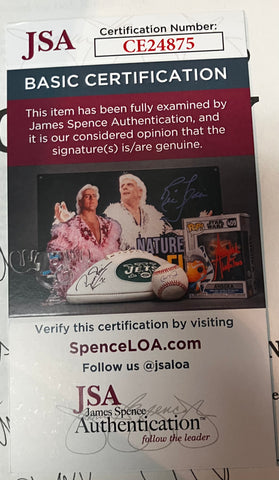 JSA
Certification Number:
CE24875
BASIC CERTIFICATION
This item has been fully examined by
James Spence Authentication, and
it is our considered opinion that the
signature(s) is/are genuine.
NATURE
JETS
STAR WARS
Verify this certification by visiting
SpenceLOA.com
Follow us @jsaloa
JSA
James Spence
Authentication
follow the leader